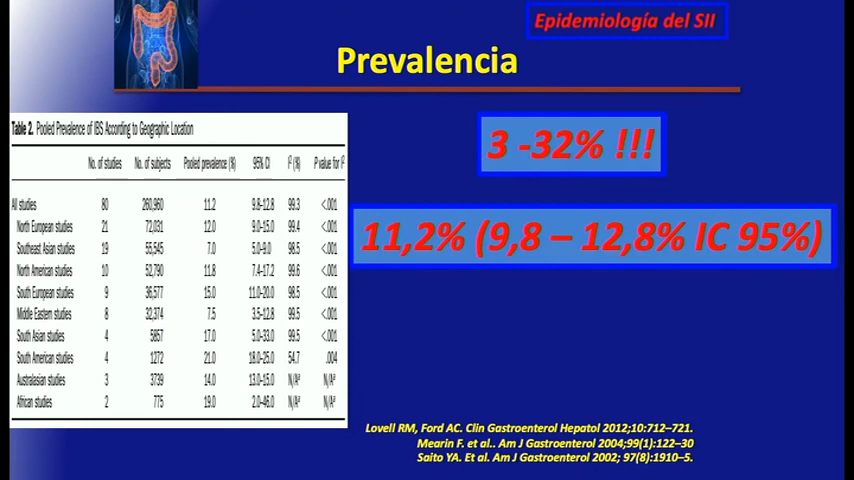 Epidemiología del SII
Prevalencia
Table 2. Pooled Prevalence of IBS According to Geographic Location
No. of studies No. of subjects Pooled prevalence (%) 95% CI I² (%) P value for I²
All studies 80 260,960 11.2 9.8–12.8 99.3 <.001
North European studies 21 72,031 12.0 9.0–15.0 99.4 <.001
Southeast Asian studies 19 55,545 7.0 5.0–9.0 98.5 <.001
North American studies 10 52,790 11.8 7.4–17.2 99.6 <.001
South European studies 9 36,577 15.0 11.0–20.0 98.5 <.001
Middle Eastern studies 8 32,374 7.5 3.5–12.8 99.5 <.001
South Asian studies 4 5857 17.0 5.0–33.0 99.5 <.001
South American studies 4 1272 21.0 18.0–25.0 54.7 .004
Australasian studies 3 3739 14.0 13.0–15.0 N/Aᵃ N/Aᵃ
African studies 2 775 19.0 2.0–46.0 N/Aᵃ N/Aᵃ
3 -32% !!!
11,2% (9,8 – 12,8% IC 95%)
Lovell RM, Ford AC. Clin Gastroenterol Hepatol 2012;10:712–721.
Mearin F. et al.. Am J Gastroenterol 2004;99(1):122–30
Saito YA. Et al. Am J Gastroenterol 2002; 97(8):1910–5.